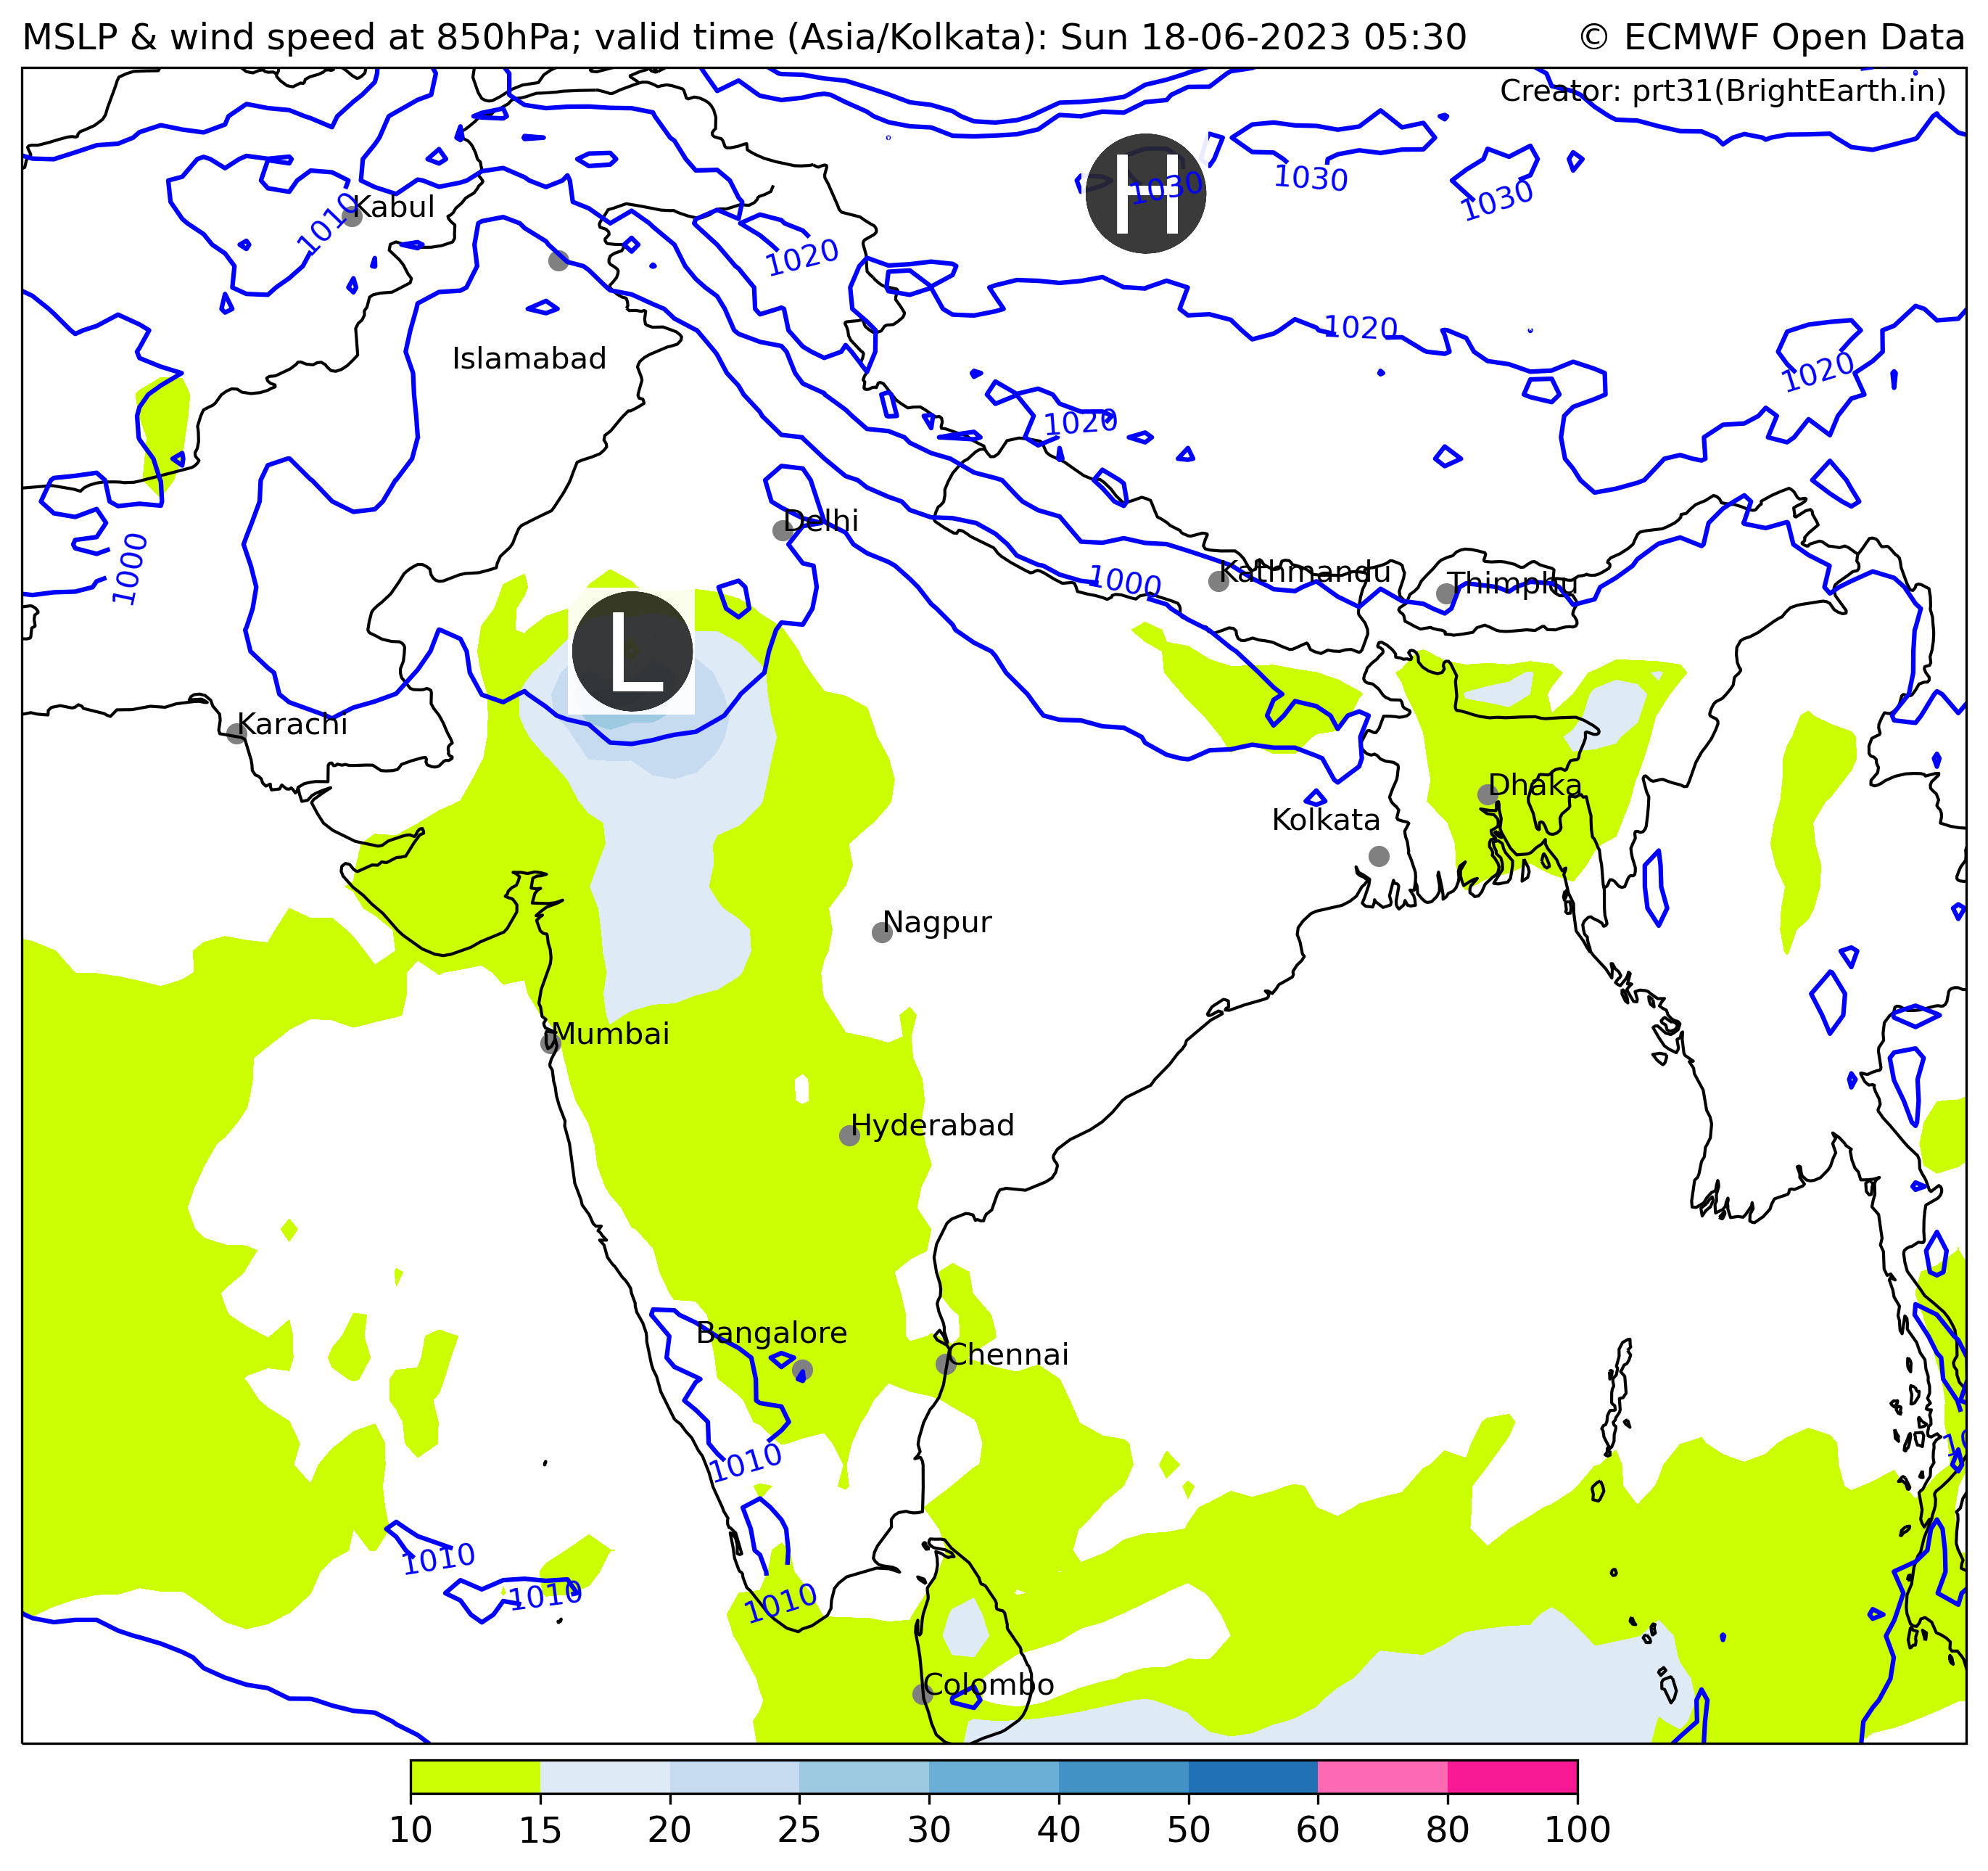 MSLP & wind speed at 850hPa; valid time (Asia/Kolkata): Sun 18-06-2023 05:30
© ECMWF Open Data
Creator: prt31(BrightEarth.in)
H
1030
1030
1030
Kabul
1010
1020
Islamabad
1020
1020
1020
Delhi
1000
1000
Kathmandu
Thimphu
L
Karachi
Dhaka
Kolkata
Nagpur
Mumbai
Hyderabad
Bangalore
Chennai
1010
1010
1010
1010
Colombo
10 15 20 25 30 40 50 60 80 100